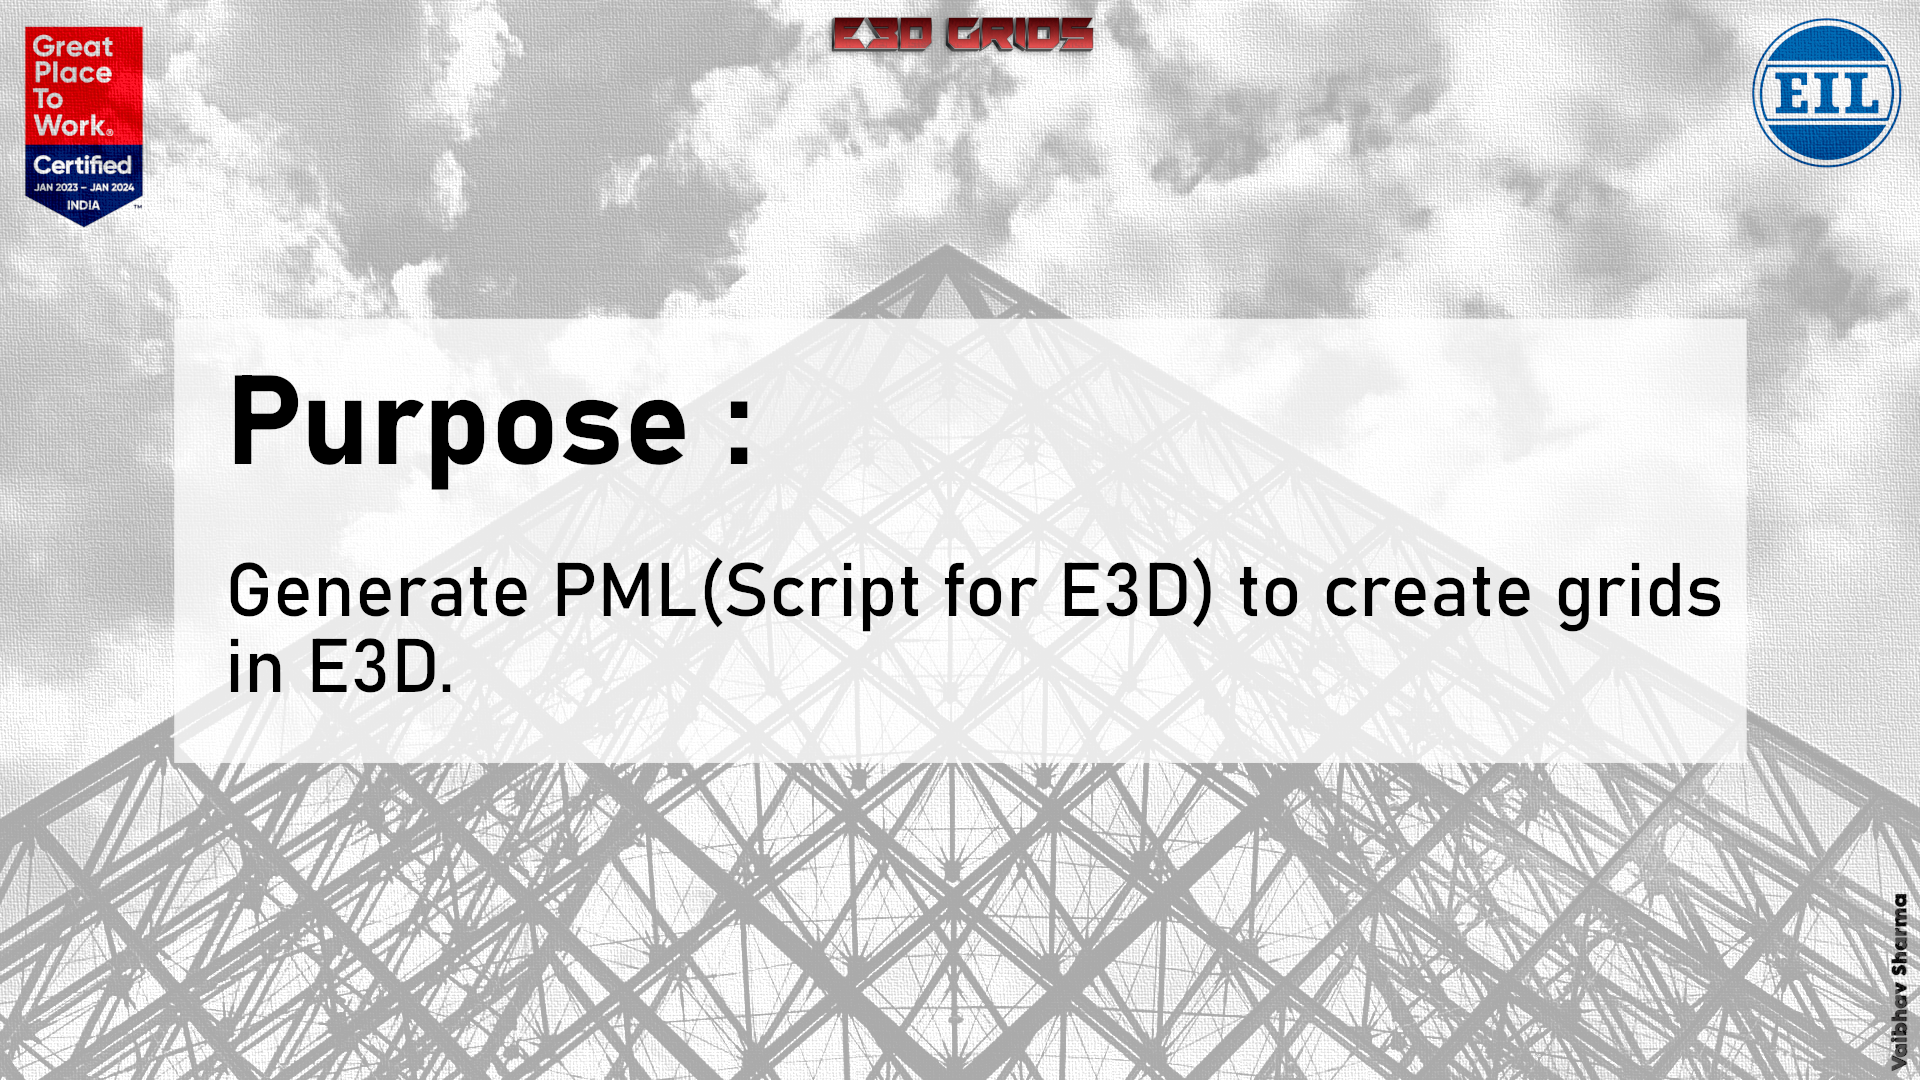 E3D GRIDS
Great
Place
To
Work®
Certified
JAN 2023 – JAN 2024
INDIA
™
EIL
Purpose :
Generate PML(Script for E3D) to create grids
in E3D.
Vaibhav Sharma